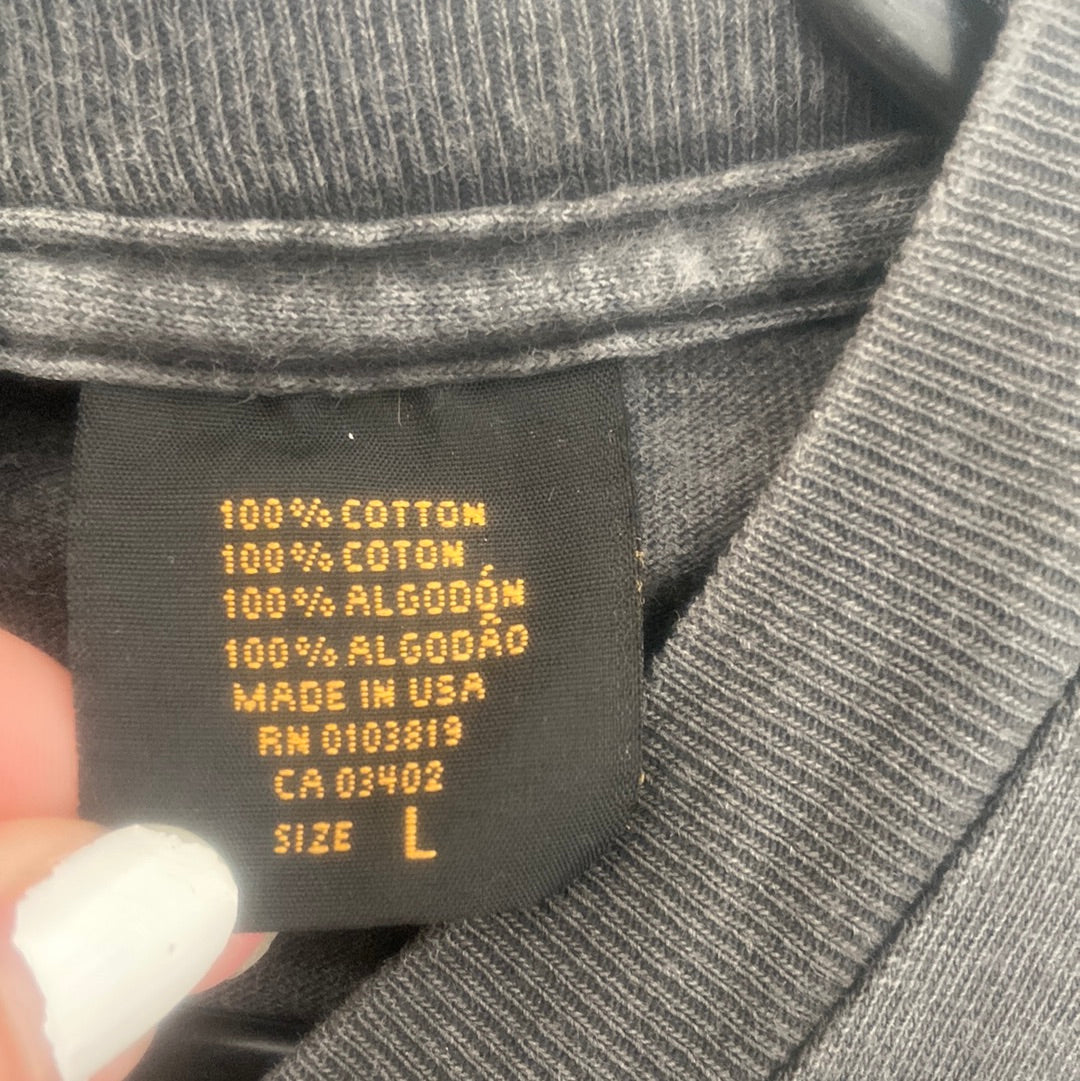 100% COTTON
100% COTON
100% ALGODÓN
100% ALGODÃO
MADE IN USA
RN 0103819
CA 03402
SIZE L